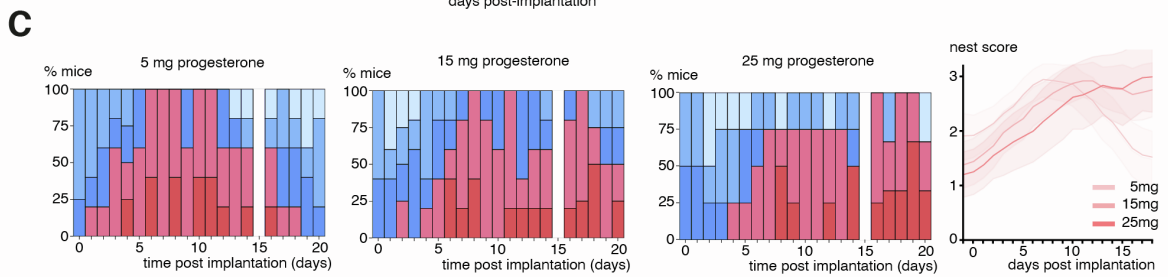 days post-implantation
C
5 mg progesterone
15 mg progesterone
25 mg progesterone
nest score
% mice
% mice
% mice
100
75
50
25
0
0 5 10 15 20
time post implantation (days)
100
75
50
25
0
0 5 10 15 20
time post implantation (days)
100
75
50
25
0
0 5 10 15 20
time post implantation (days)
3
2
1
0
0 5 10 15
days post implantation
5mg
15mg
25mg